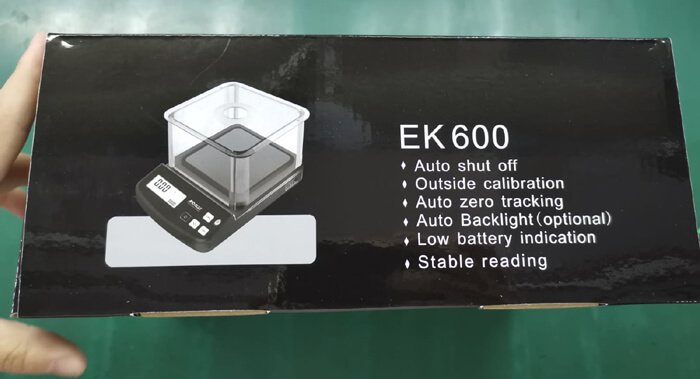 EK600
♦ Auto shut off
♦ Outside calibration
♦ Auto zero tracking
♦ Auto Backlight(optional)
♦ Low battery indication
♦ Stable reading